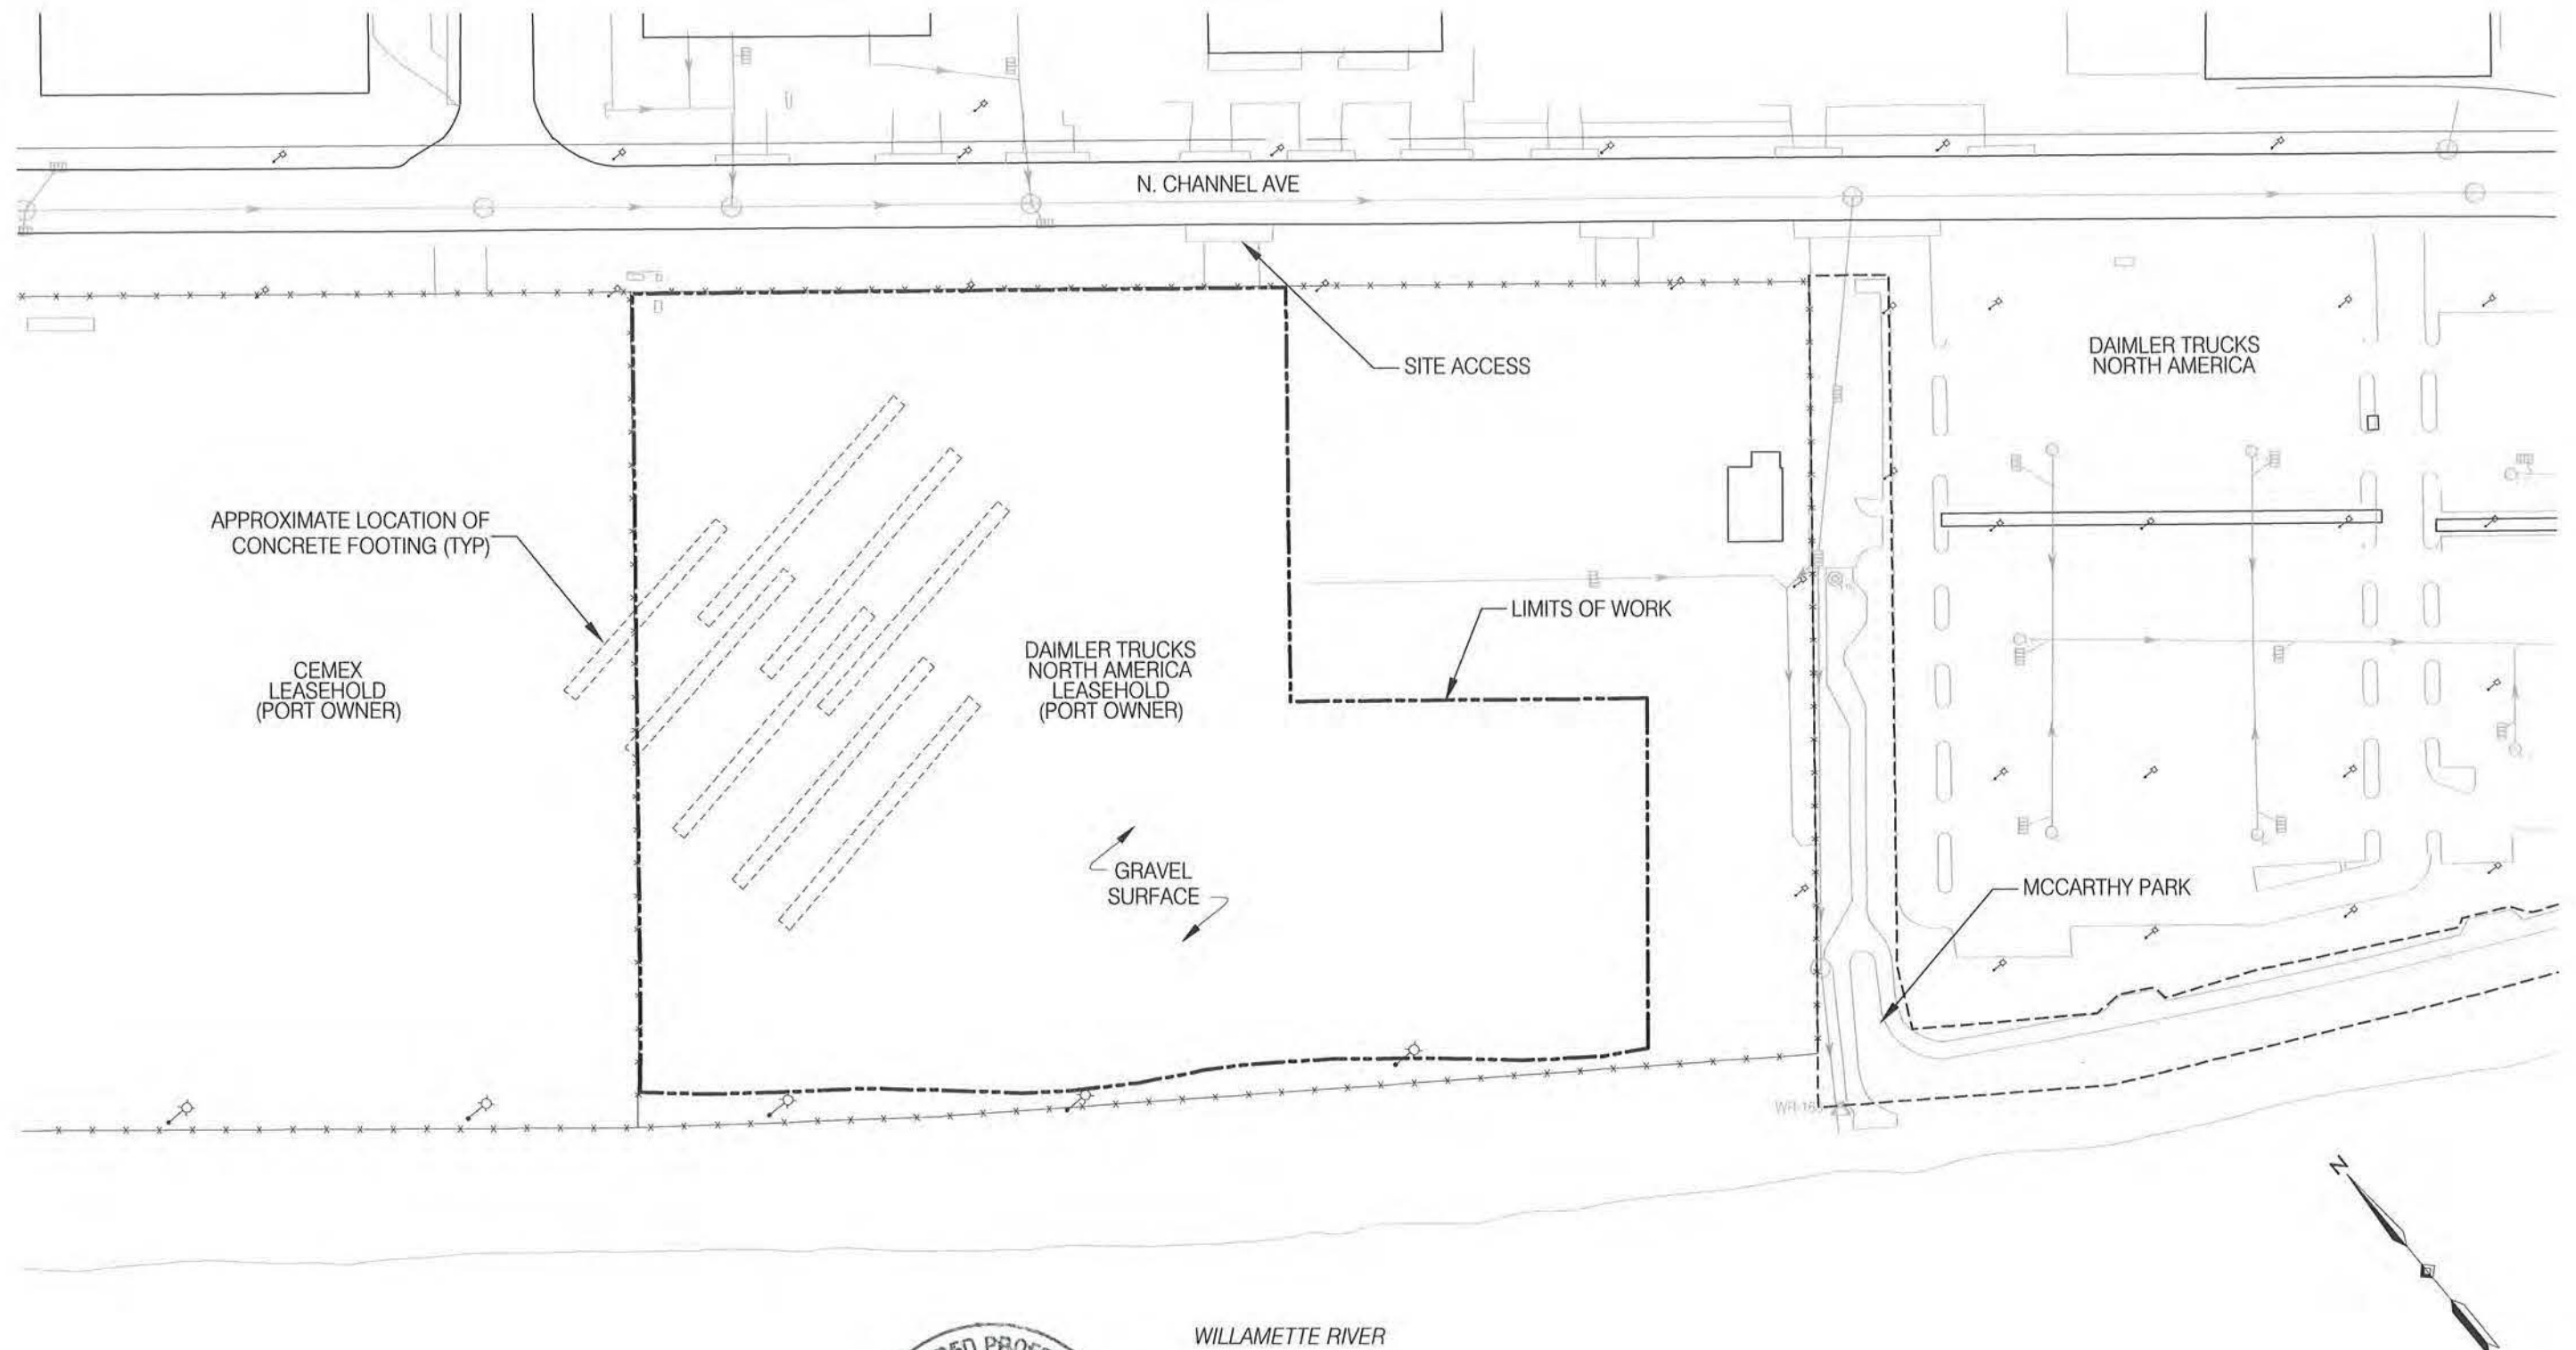 N. CHANNEL AVE
SITE ACCESS
DAIMLER TRUCKS
NORTH AMERICA
APPROXIMATE LOCATION OF
CONCRETE FOOTING (TYP)
LIMITS OF WORK
CEMEX
LEASEHOLD
(PORT OWNER)
DAIMLER TRUCKS
NORTH AMERICA
LEASEHOLD
(PORT OWNER)
GRAVEL
SURFACE
MCCARTHY PARK
N
WILLAMETTE RIVER